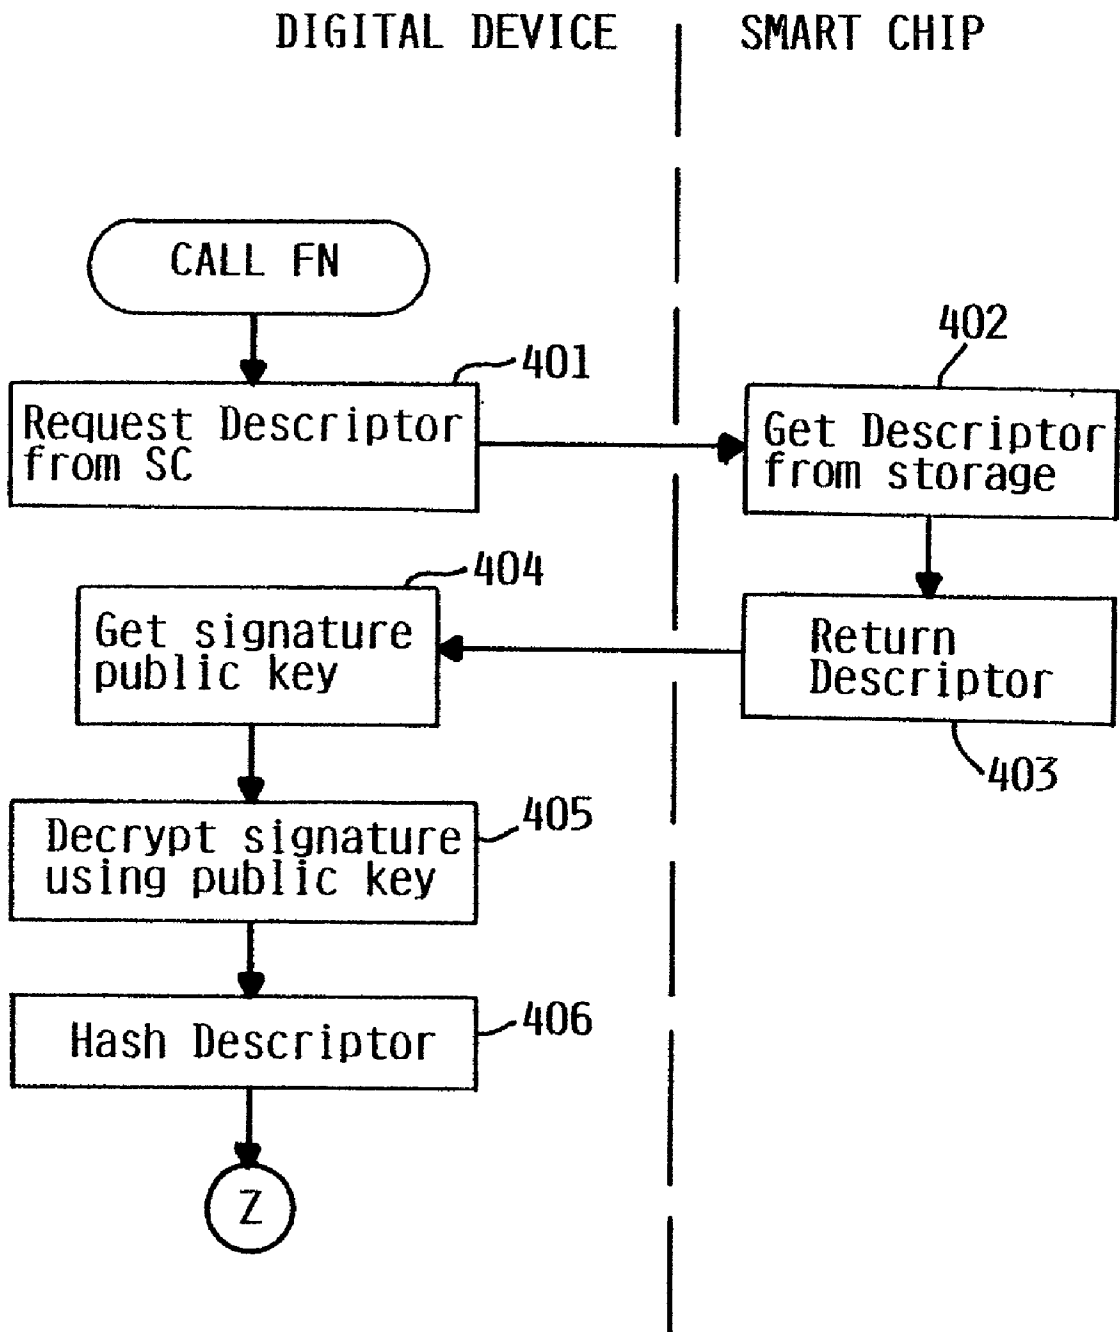 DIGITAL DEVICE
SMART CHIP
CALL FN
401
Request Descriptor
from SC
402
Get Descriptor
from storage
404
Get signature
public key
Return
Descriptor
403
405
Decrypt signature
using public key
406
Hash Descriptor
Z